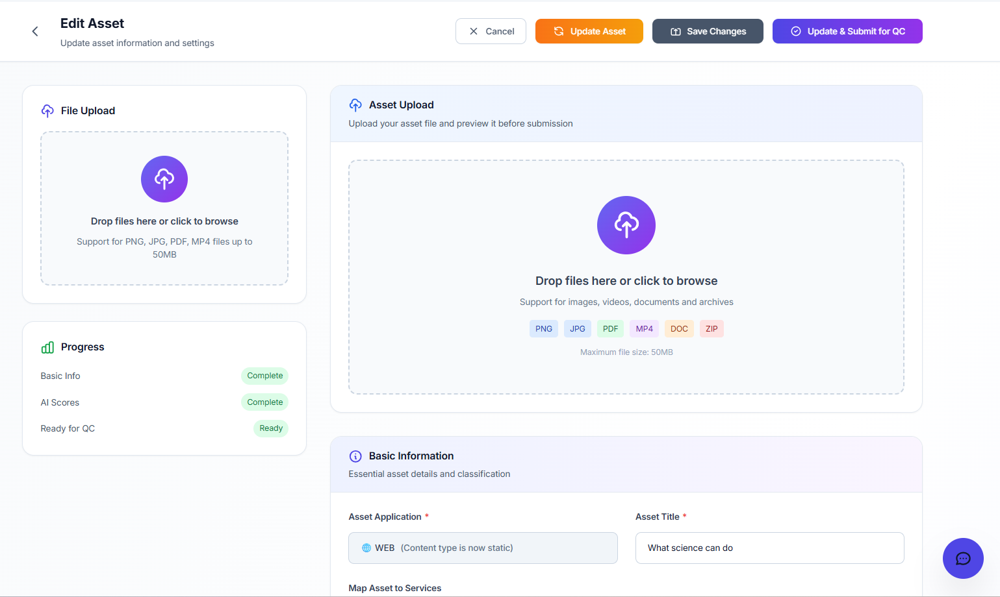 Edit Asset
Update asset information and settings
Cancel
Update Asset
Save Changes
Update & Submit for QC
File Upload
Drop files here or click to browse
Support for PNG, JPG, PDF, MP4 files up to
50MB
Progress
Basic Info
Complete
AI Scores
Complete
Ready for QC
Ready
Asset Upload
Upload your asset file and preview it before submission
Drop files here or click to browse
Support for images, videos, documents and archives
PNG
JPG
PDF
MP4
DOC
ZIP
Maximum file size: 50MB
Basic Information
Essential asset details and classification
Asset Application *
WEB (Content type is now static)
Asset Title *
What science can do
Map Asset to Services